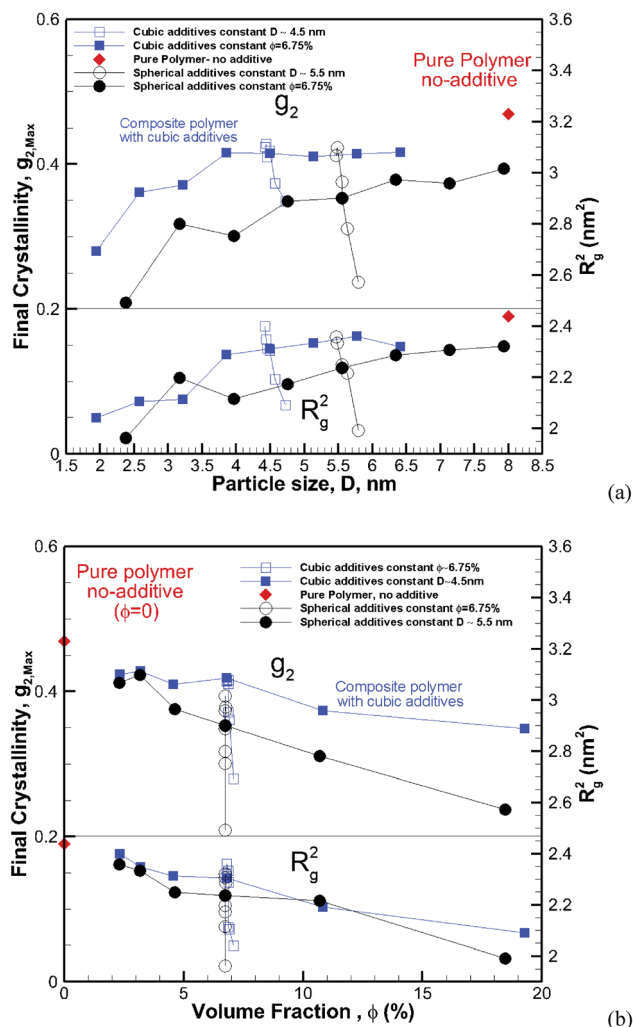 0.6
3.6
Cubic additives constant D ~ 4.5 nm
Cubic additives constant ϕ=6.75%
Pure Polymer- no additive
Spherical additives constant D ~ 5.5 nm
Spherical additives constant ϕ=6.75%
Pure Polymer
no-additive
g2
Composite polymer
with cubic additives
Final Crystallinity, g2,Max
0.4
0.2
0
3.4
3.2
3
2.8
2.6
2.4
2.2
2
Rg2 (nm2)
Rg2
1.5 2 2.5 3 3.5 4 4.5 5 5.5 6 6.5 7 7.5 8 8.5
Particle size, D, nm
(a)
0.6
3.6
Pure polymer
no-additive
(ϕ=0)
Cubic additives constant ϕ~6.75%
Cubic additives constant D~4.5nm
Pure Polymer, no additive
Spherical additives constant ϕ=6.75%
Spherical additives constant D ~ 5.5 nm
g2
Composite polymer
with cubic additives
Final Crystallinity, g2,Max
0.4
0.2
0
3.4
3.2
3
2.8
2.6
2.4
2.2
2
Rg2 (nm2)
Rg2
0 5 10 15 20
Volume Fraction , ϕ (%)
(b)